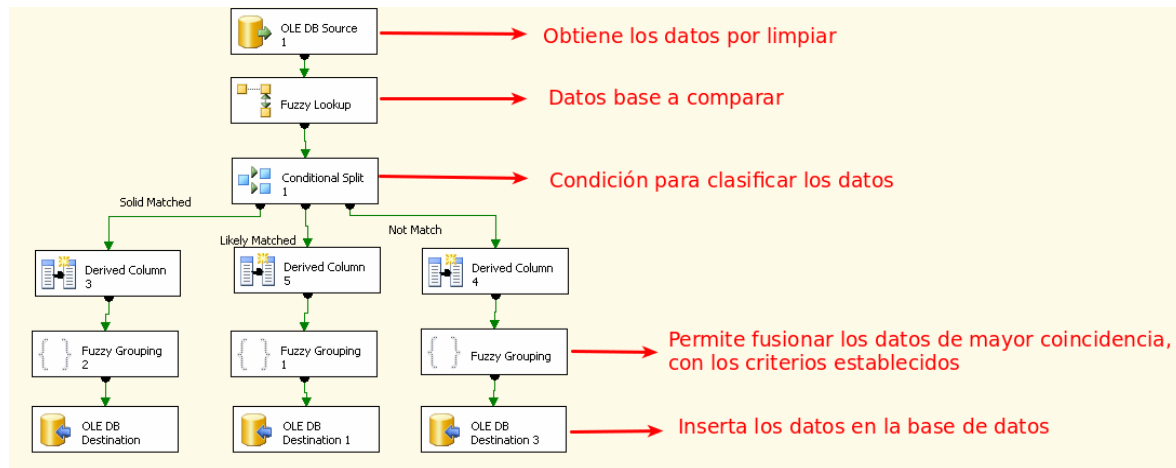 OLE DB Source
1
Obtiene los datos por limpiar
Fuzzy Lookup
Datos base a comparar
Conditional Split
1
Condición para clasificar los datos
Solid Matched
Likely Matched
Not Match
Derived Column
3
Derived Column
5
Derived Column
4
Fuzzy Grouping
2
Fuzzy Grouping
1
Fuzzy Grouping
Permite fusionar los datos de mayor coincidencia,
con los criterios establecidos
OLE DB
Destination
OLE DB
Destination 1
OLE DB
Destination 3
Inserta los datos en la base de datos